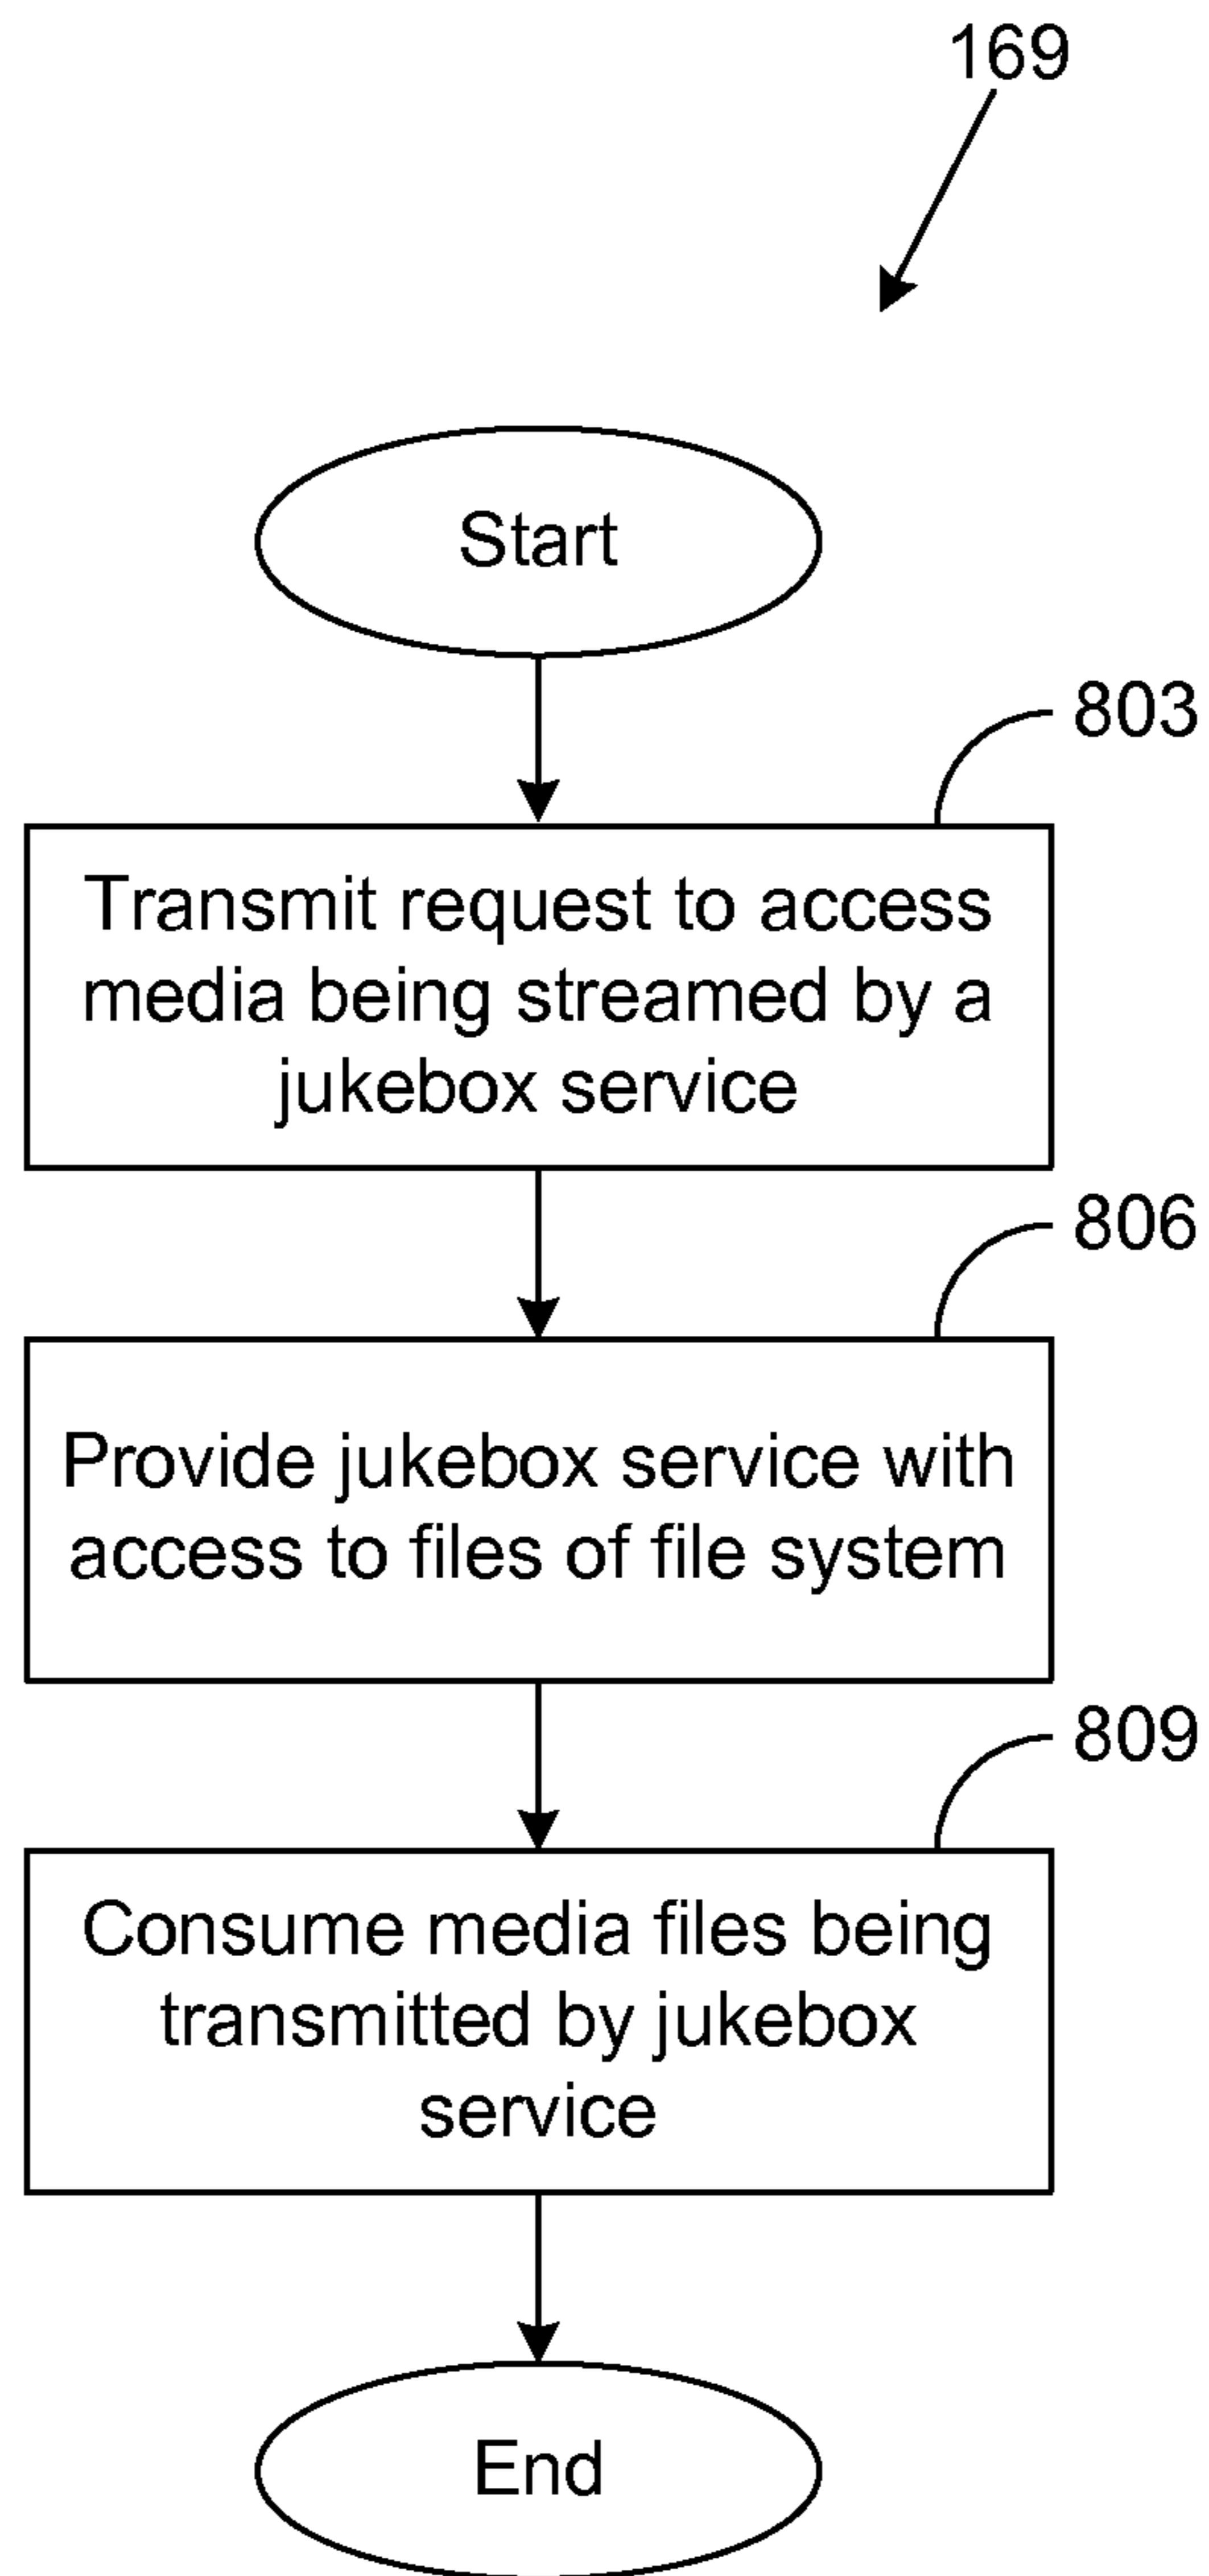 169
Start
803
Transmit request to access
media being streamed by a
jukebox service
806
Provide jukebox service with
access to files of file system
809
Consume media files being
transmitted by jukebox
service
End